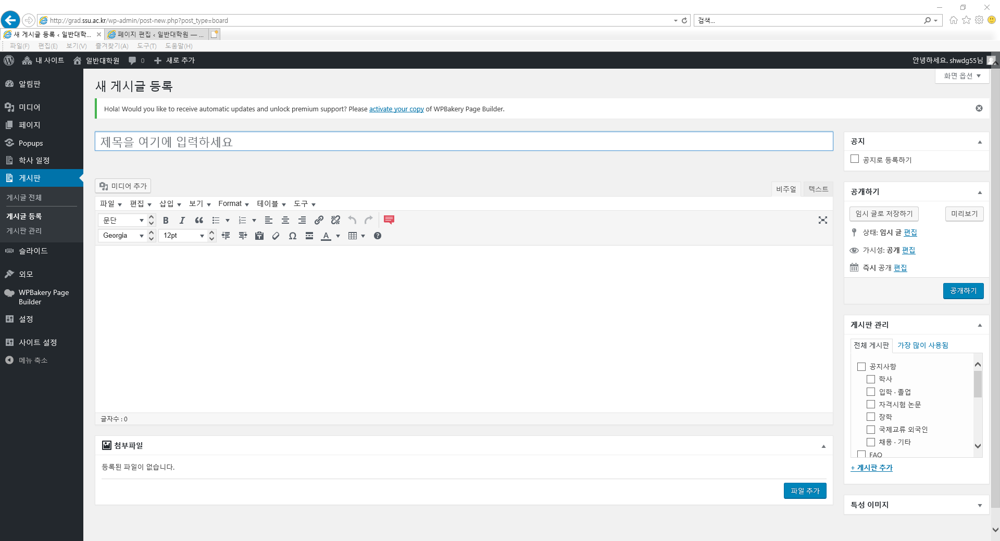 http://grad.ssu.ac.kr/wp-admin/post-new.php?post_type=board
검색...
새 게시글 등록 ‹ 일반대학...
페이지 편집 ‹ 일반대학원 — ...
파일(F) 편집(E) 보기(V) 즐겨찾기(A) 도구(T) 도움말(H)
내 사이트 일반대학원 0 새로 추가
안녕하세요, shwdg55님
알림판
미디어
페이지
Popups
학사 일정
게시판
게시글 전체
게시글 등록
게시판 관리
슬라이드
외모
WPBakery Page
Builder
설정
사이트 설정
메뉴 축소
화면 옵션
새 게시글 등록
Hola! Would you like to receive automatic updates and unlock premium support? Please activate your copy of WPBakery Page Builder.
제목을 여기에 입력하세요
미디어 추가
비주얼 텍스트
파일 편집 삽입 보기 Format 테이블 도구
문단
Georgia 12pt
글자수 : 0
첨부파일
등록된 파일이 없습니다.
파일 추가
공지
공지로 등록하기
공개하기
임시 글로 저장하기 미리보기
상태: 임시 글 편집
가시성: 공개 편집
즉시 공개 편집
공개하기
게시판 관리
전체 게시판 가장 많이 사용됨
공지사항
학사
입학 · 졸업
자격시험 논문
장학
국제교류 외국인
채용 · 기타
FAQ
+ 게시판 추가
특성 이미지